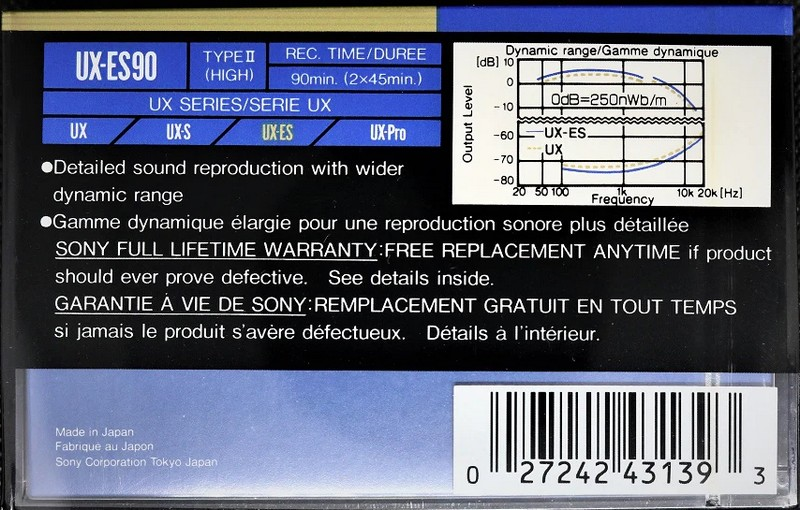 UX-ES90
TYPE II
(HIGH)
REC. TIME/DUREE
90min. (2×45min.)
UX SERIES/SERIE UX
UX UX-S UX-ES UX-Pro
Dynamic range/Gamme dynamique
[dB] 10
0
-10
-60
-70
-80
Output Level
0dB=250nWb/m
UX-ES
UX
20 50 100 1k 10k 20k [Hz]
Frequency
●Detailed sound reproduction with wider
dynamic range
●Gamme dynamique élargie pour une reproduction sonore plus détaillée
SONY FULL LIFETIME WARRANTY:FREE REPLACEMENT ANYTIME if product
should ever prove defective. See details inside.
GARANTIE À VIE DE SONY:REMPLACEMENT GRATUIT EN TOUT TEMPS
si jamais le produit s'avère défectueux. Détails à l'intérieur.
Made in Japan
Fabrique au Japon
Sony Corporation Tokyo Japan
0 27242 43139 3